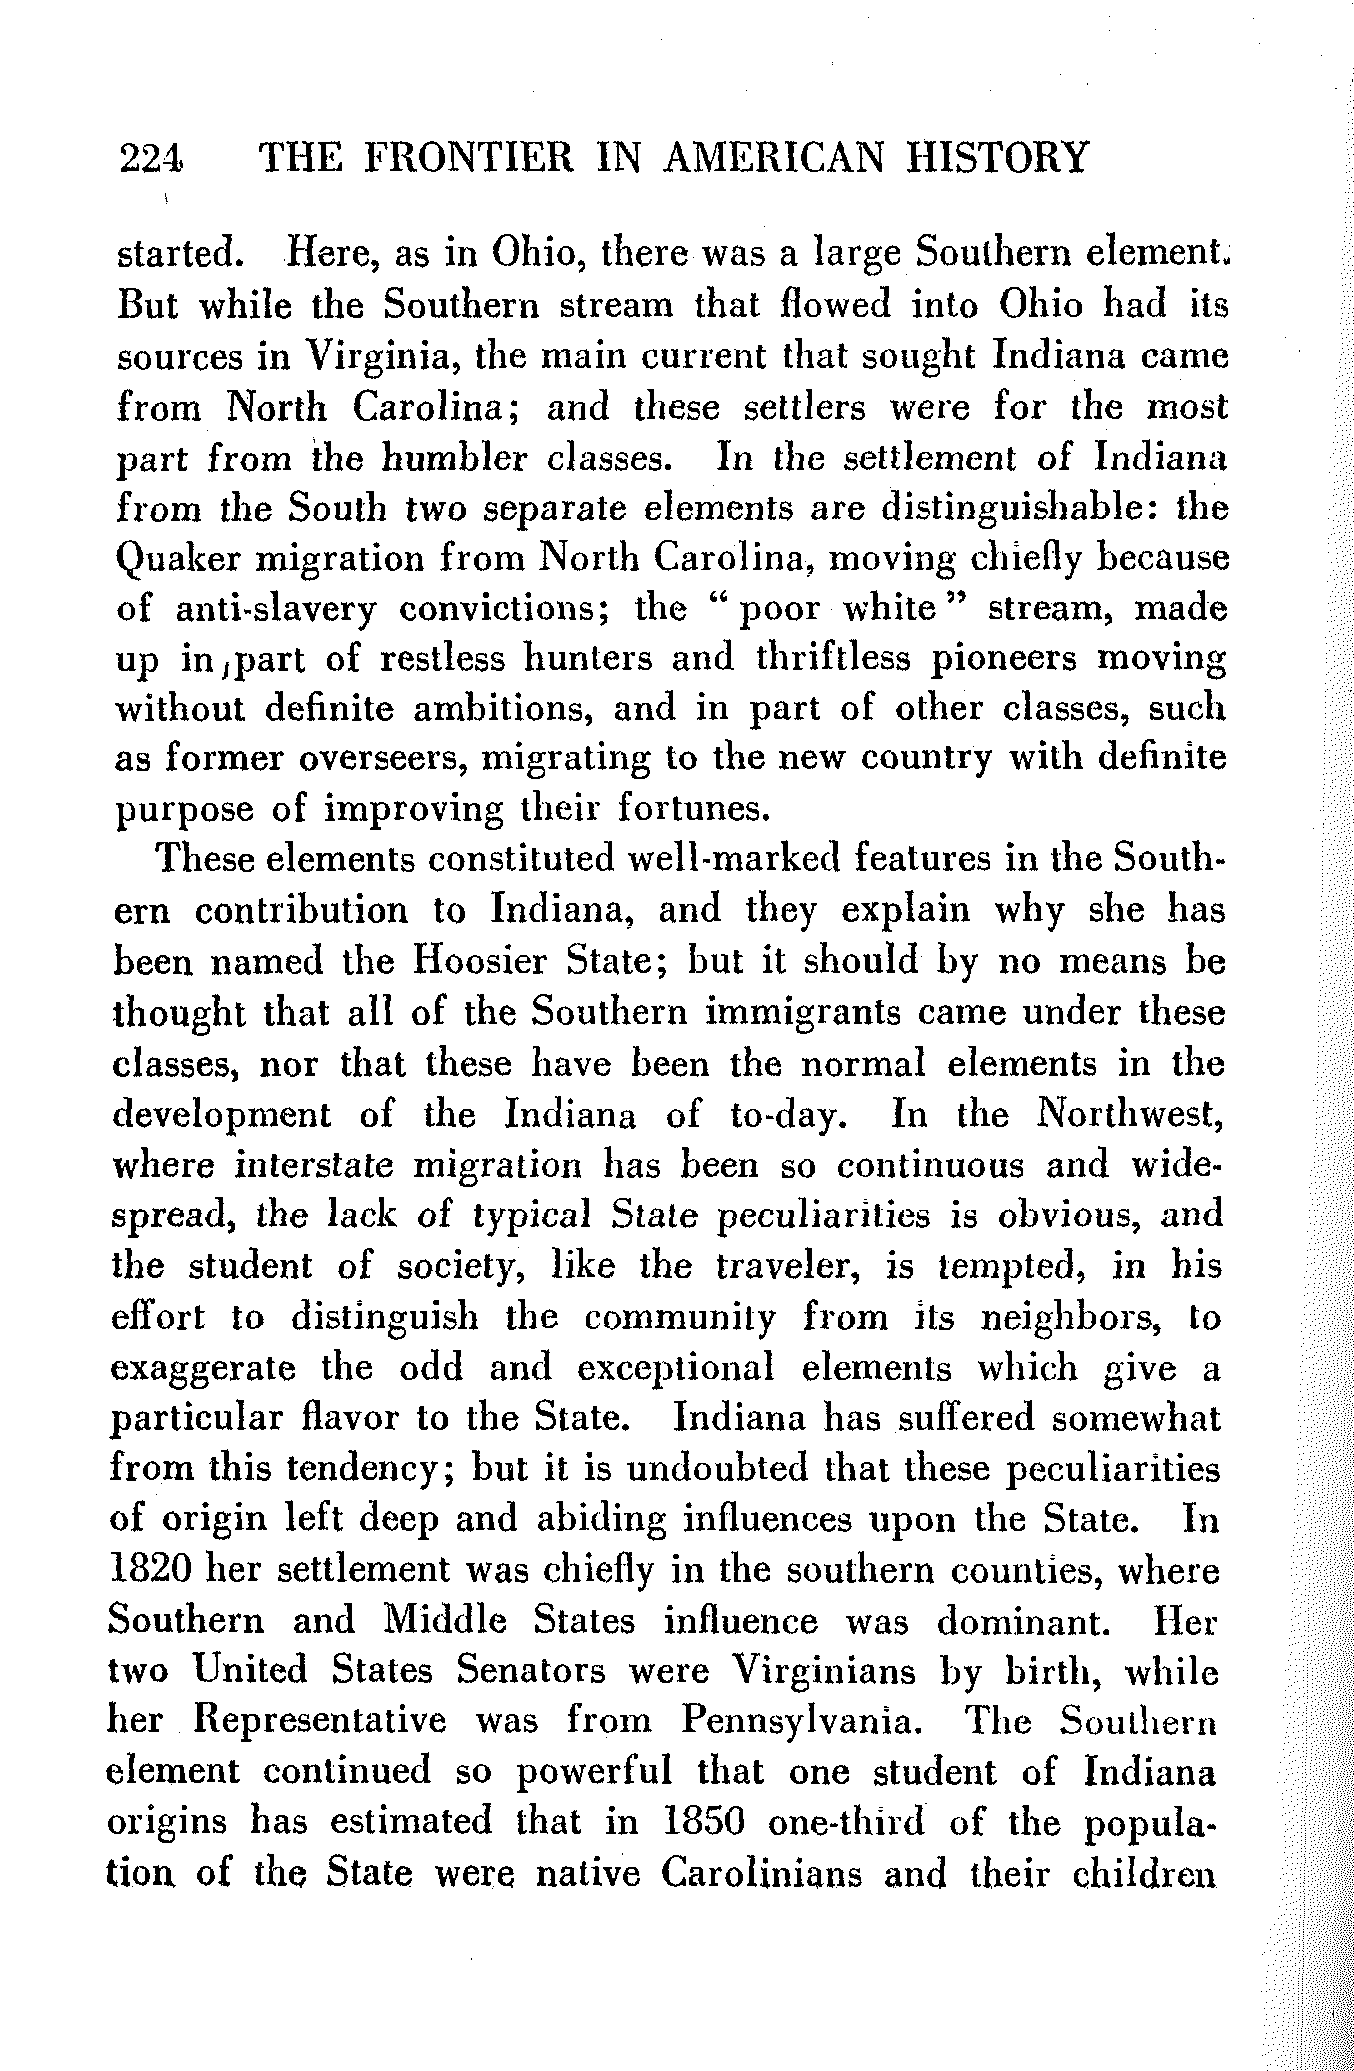 224 THE FRONTIER IN AMERICAN HISTORY
started. Here, as in Ohio, there was a large Southern element.
But while the Southern stream that flowed into Ohio had its
sources in Virginia, the main current that sought Indiana came
from North Carolina; and these settlers were for the most
part from the humbler classes. In the settlement of Indiana
from the South two separate elements are distinguishable: the
Quaker migration from North Carolina, moving chiefly because
of anti-slavery convictions; the " poor white " stream, made
up in part of restless hunters and thriftless pioneers moving
without definite ambitions, and in part of other classes, such
as former overseers, migrating to the new country with definite
purpose of improving their fortunes.
These elements constituted well-marked features in the South-
ern contribution to Indiana, and they explain why she has
been named the Hoosier State; but it should by no means be
thought that all of the Southern immigrants came under these
classes, nor that these have been the normal elements in the
development of the Indiana of to-day. In the Northwest,
where interstate migration has been so continuous and wide-
spread, the lack of typical State peculiarities is obvious, and
the student of society, like the traveler, is tempted, in his
effort to distinguish the community from its neighbors, to
exaggerate the odd and exceptional elements which give a
particular flavor to the State. Indiana has suffered somewhat
from this tendency; but it is undoubted that these peculiarities
of origin left deep and abiding influences upon the State. In
1820 her settlement was chiefly in the southern counties, where
Southern and Middle States influence was dominant. Her
two United States Senators were Virginians by birth, while
her Representative was from Pennsylvania. The Southern
element continued so powerful that one student of Indiana
origins has estimated that in 1850 one-third of the popula-
tion of the State were native Carolinians and their children